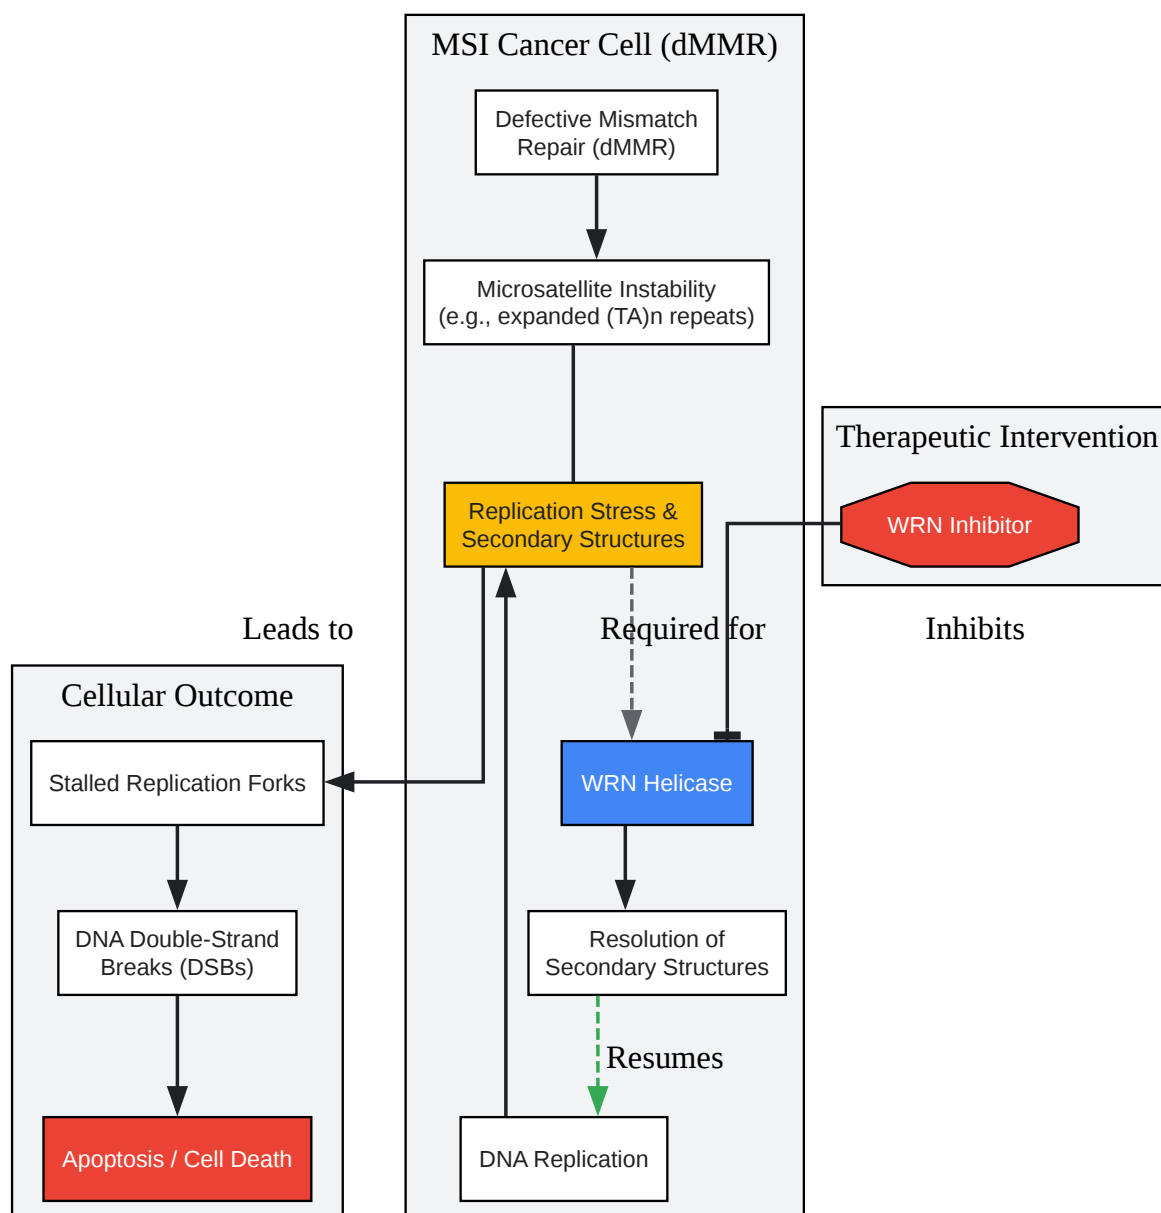 MSI Cancer Cell (dMMR)
Defective Mismatch
Repair (dMMR)
Microsatellite Instability
(e.g., expanded (TA)n repeats)
Therapeutic Intervention
WRN Inhibitor
Replication Stress &
Secondary Structures
Leads to
Required for
Inhibits
Cellular Outcome
Stalled Replication Forks
WRN Helicase
DNA Double-Strand
Breaks (DSBs)
Resolution of
Secondary Structures
Resumes
Apoptosis / Cell Death
DNA Replication